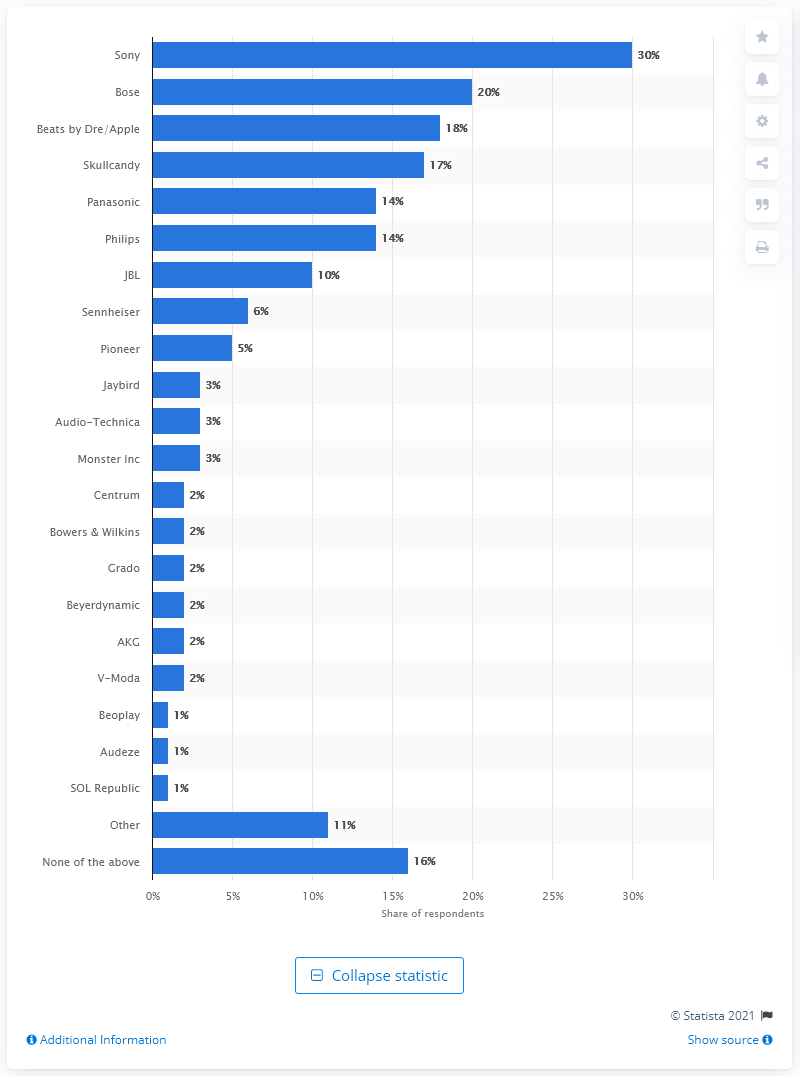 Sony 30%
Bose 20%
Beats by Dre/Apple 18%
Skullcandy 17%
Panasonic 14%
Philips 14%
JBL 10%
Sennheiser 6%
Pioneer 5%
Jaybird 3%
Audio-Technica 3%
Monster Inc 3%
Centrum 2%
Bowers & Wilkins 2%
Grado 2%
Beyerdynamic 2%
AKG 2%
V-Moda 2%
Beoplay 1%
Audeze 1%
SOL Republic 1%
Other 11%
None of the above 16%
0% 5% 10% 15% 20% 25% 30%
Share of respondents
Collapse statistic
© Statista 2021
Additional Information Show source